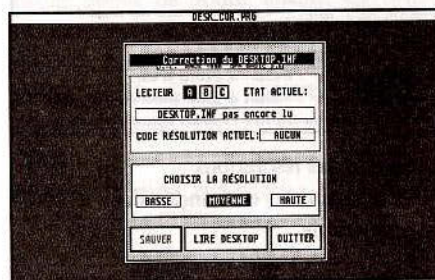 DESK_COR.PRG
Correction du DESKTOP.INF
LECTEUR A B C ETAT ACTUEL:
DESKTOP.INF pas encore lu
CODE RÉSOLUTION ACTUEL: AUCUN
CHOISIR LA RÉSOLUTION
BASSE MOYENNE HAUTE
SAUVER LIRE DESKTOP QUITTER